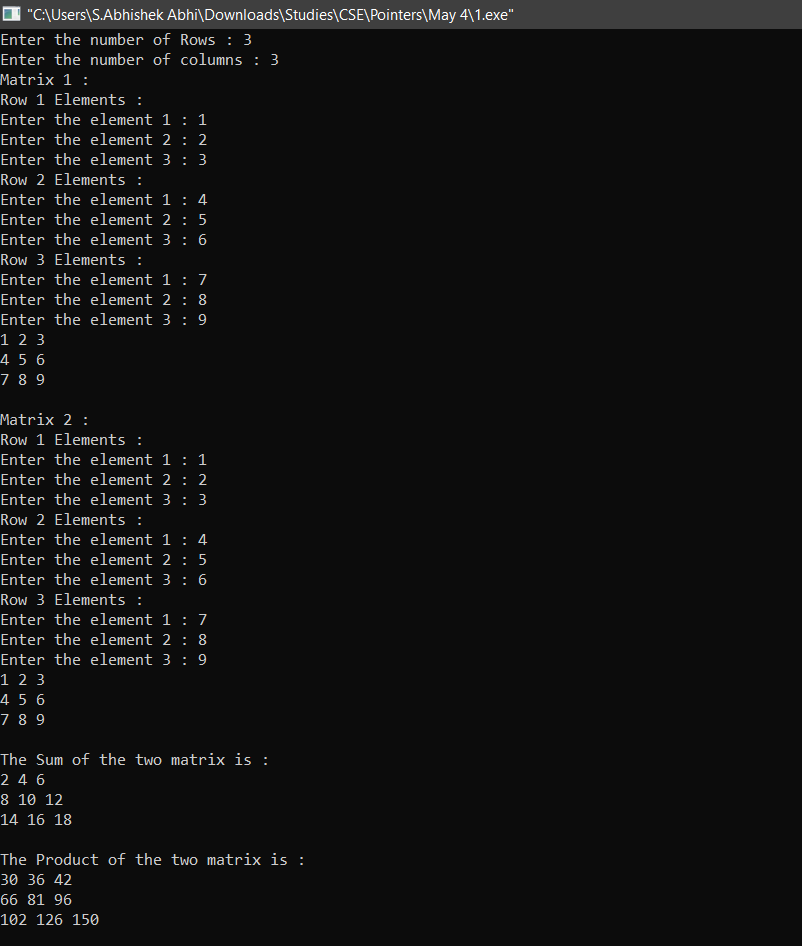 "C:\Users\S.Abhishek Abhi\Downloads\Studies\CSE\Pointers\May 4\1.exe"
Enter the number of Rows : 3
Enter the number of columns : 3
Matrix 1 :
Row 1 Elements :
Enter the element 1 : 1
Enter the element 2 : 2
Enter the element 3 : 3
Row 2 Elements :
Enter the element 1 : 4
Enter the element 2 : 5
Enter the element 3 : 6
Row 3 Elements :
Enter the element 1 : 7
Enter the element 2 : 8
Enter the element 3 : 9
1 2 3
4 5 6
7 8 9
Matrix 2 :
Row 1 Elements :
Enter the element 1 : 1
Enter the element 2 : 2
Enter the element 3 : 3
Row 2 Elements :
Enter the element 1 : 4
Enter the element 2 : 5
Enter the element 3 : 6
Row 3 Elements :
Enter the element 1 : 7
Enter the element 2 : 8
Enter the element 3 : 9
1 2 3
4 5 6
7 8 9
The Sum of the two matrix is :
2 4 6
8 10 12
14 16 18
The Product of the two matrix is :
30 36 42
66 81 96
102 126 150